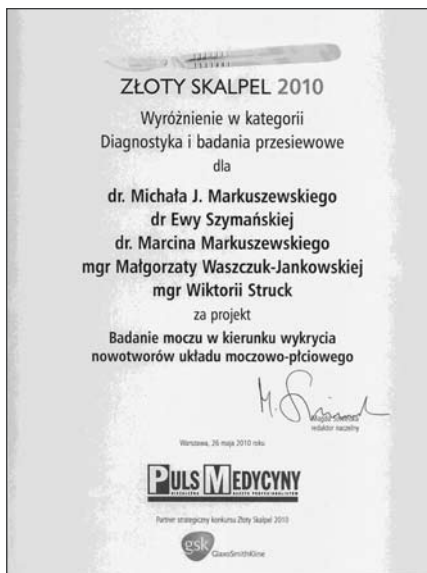 ZŁOTY SKALPEL 2010
Wyróżnienie w kategorii
Diagnostyka i badania przesiewowe
dla
dr. Michała J. Markuszewskiego
dr Ewy Szymańskiej
dr. Marcina Markuszewskiego
mgr Małgorzaty Waszczuk-Jankowskiej
mgr Wiktorii Struck
za projekt
Badanie moczu w kierunku wykrycia
nowotworów układu moczowo-płciowego
redaktor naczelny
Warszawa, 26 maja 2010 roku
PULS MEDYCYNY
Partner strategiczny konkursu Złoty Skalpel 2010
gsk GlaxoSmithKline